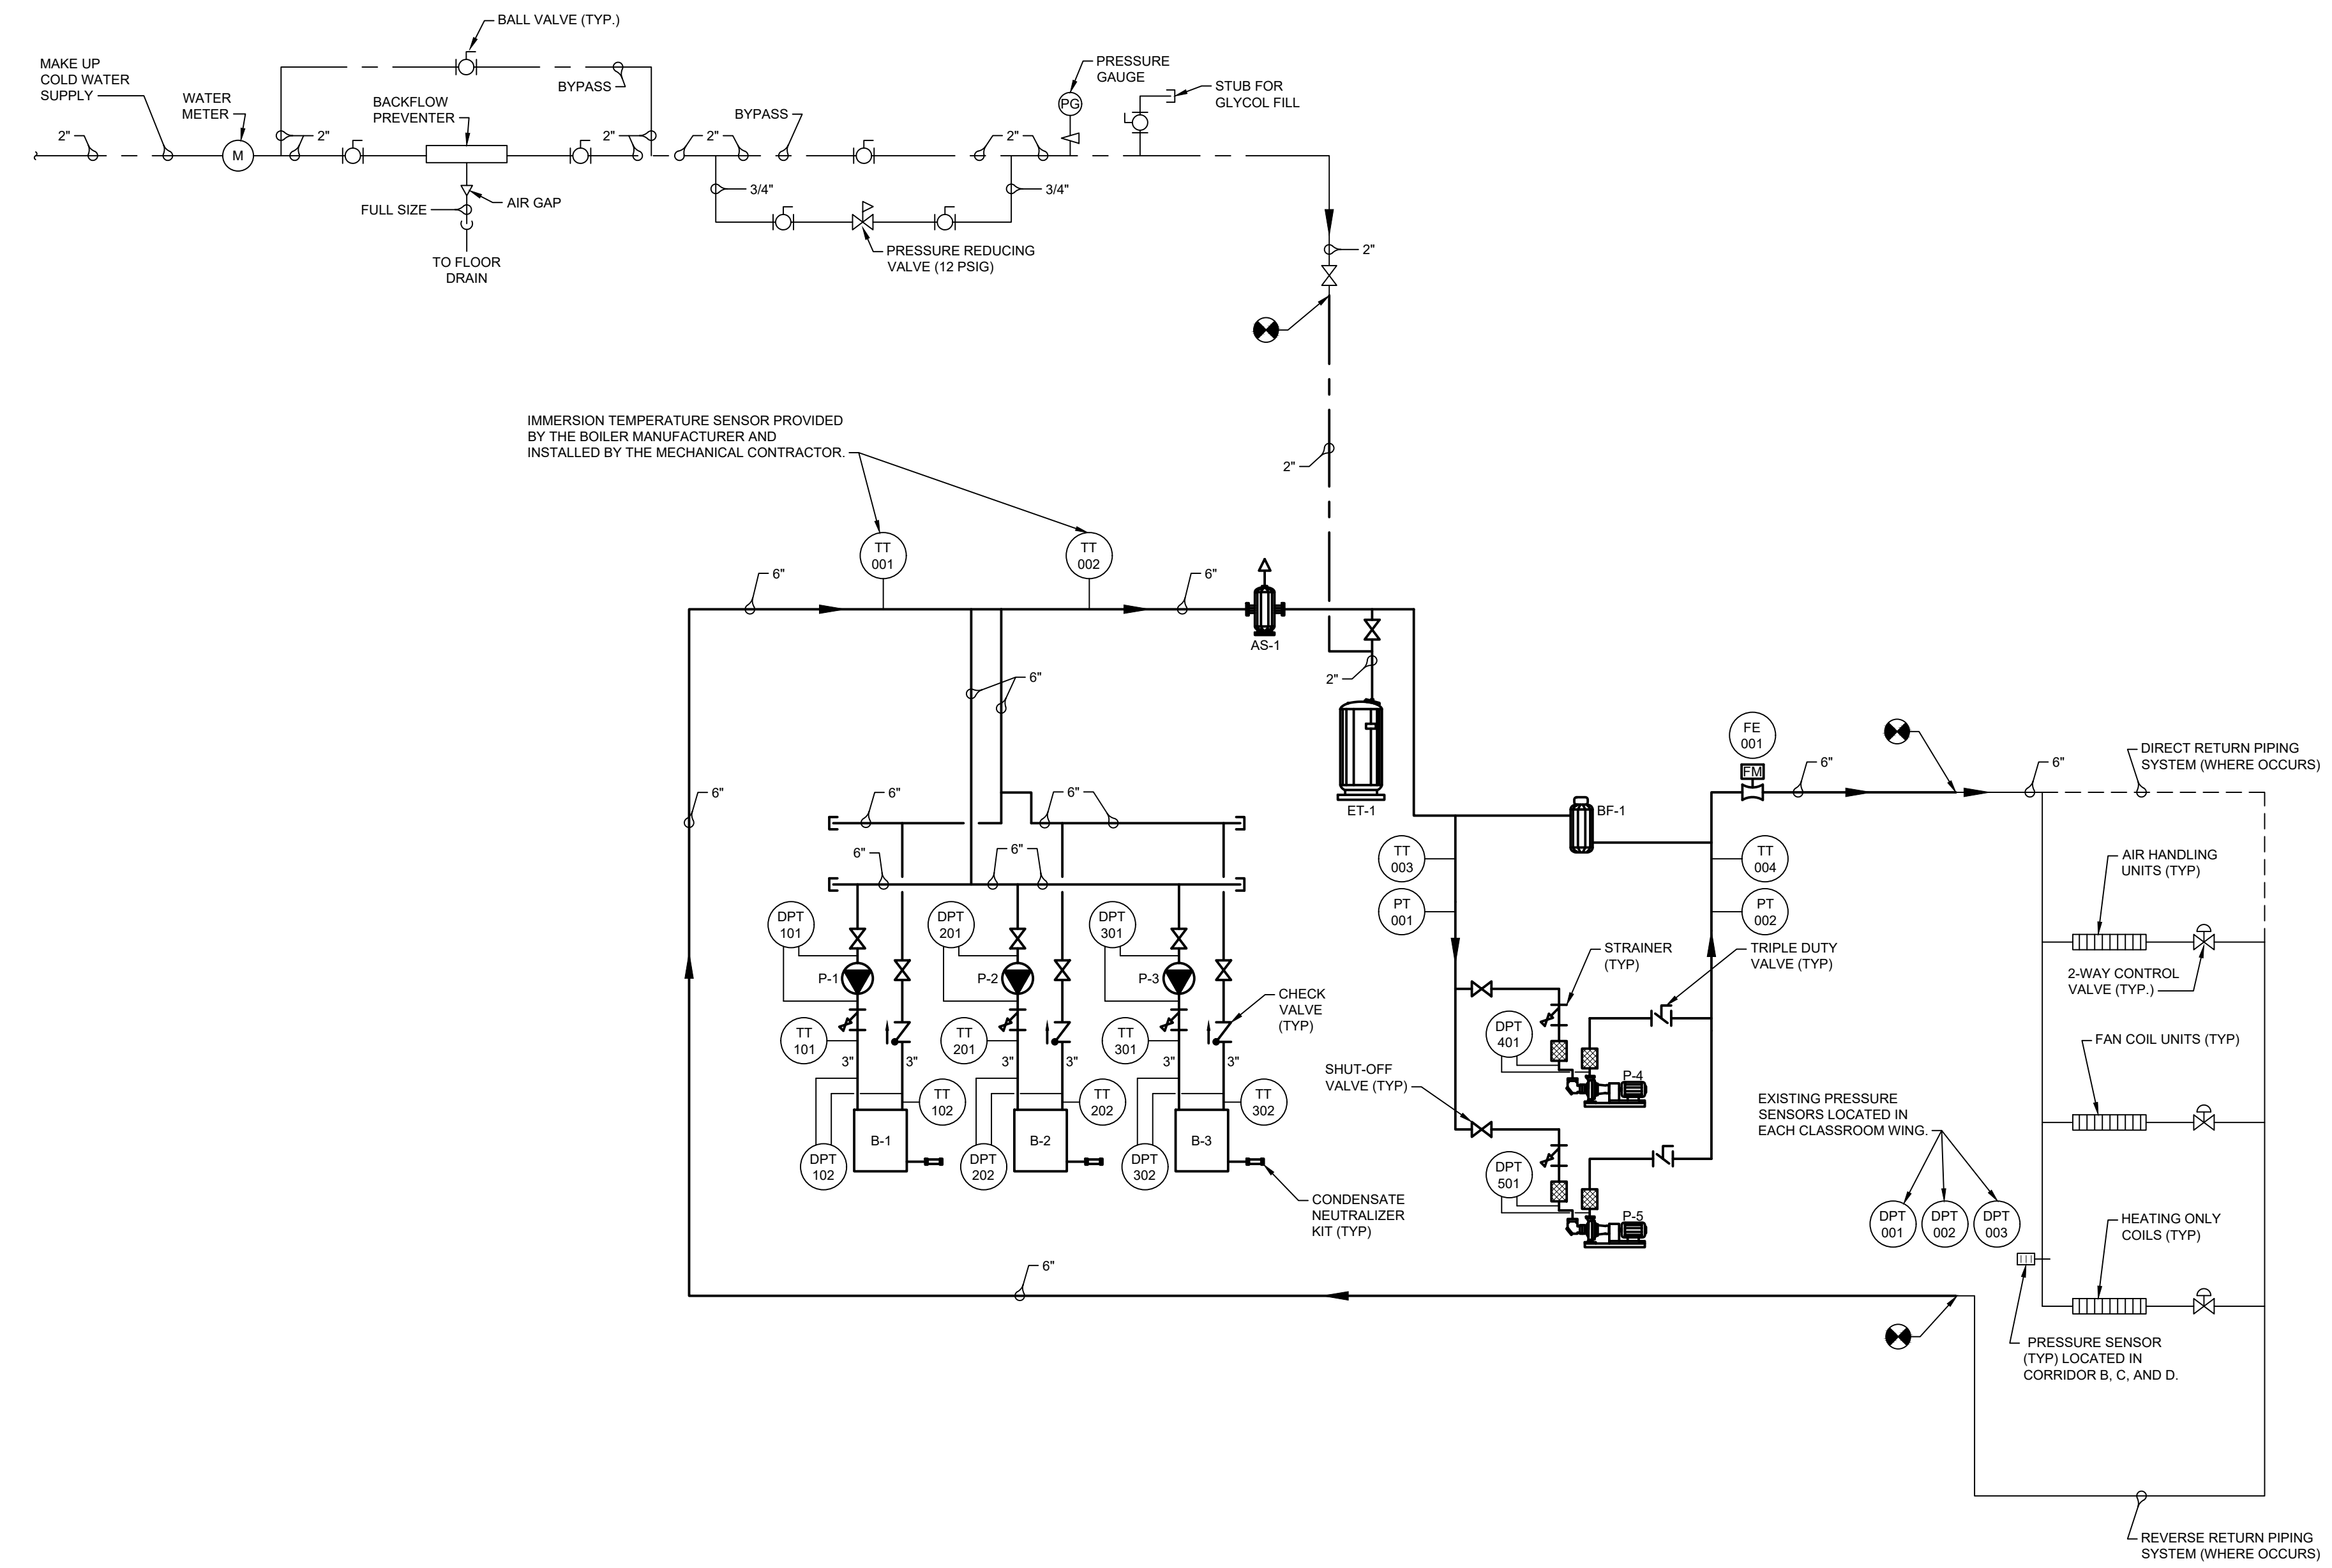 BALL VALVE (TYP.)
MAKE UP
COLD WATER
SUPPLY
WATER
METER
BACKFLOW
PREVENTER
BYPASS
BYPASS
PRESSURE
GAUGE
PG
STUB FOR
GLYCOL FILL
2"
2"
2"
2"
2"
M
3/4"
3/4"
FULL SIZE
AIR GAP
TO FLOOR
DRAIN
PRESSURE REDUCING
VALVE (12 PSIG)
2"
IMMERSION TEMPERATURE SENSOR PROVIDED
BY THE BOILER MANUFACTURER AND
INSTALLED BY THE MECHANICAL CONTRACTOR.
2"
TT
001
TT
002
6"
6"
AS-1
6"
2"
ET-1
6"
6"
6"
6"
6"
FE
001
FM
6"
6"
DIRECT RETURN PIPING
SYSTEM (WHERE OCCURS)
BF-1
TT
003
TT
004
PT
001
PT
002
AIR HANDLING
UNITS (TYP)
2-WAY CONTROL
VALVE (TYP.)
DPT
101
DPT
201
DPT
301
P-1
P-2
P-3
STRAINER
(TYP)
TRIPLE DUTY
VALVE (TYP)
CHECK
VALVE
(TYP)
TT
101
TT
201
TT
301
3"
3"
3"
3"
3"
3"
DPT
401
P-4
FAN COIL UNITS (TYP)
SHUT-OFF
VALVE (TYP)
TT
102
TT
202
TT
302
B-1
B-2
B-3
DPT
102
DPT
202
DPT
302
DPT
501
P-5
CONDENSATE
NEUTRALIZER
KIT (TYP)
EXISTING PRESSURE
SENSORS LOCATED IN
EACH CLASSROOM WING.
DPT
001
DPT
002
DPT
003
HEATING ONLY
COILS (TYP)
6"
PRESSURE SENSOR
(TYP) LOCATED IN
CORRIDOR B, C, AND D.
REVERSE RETURN PIPING
SYSTEM (WHERE OCCURS)